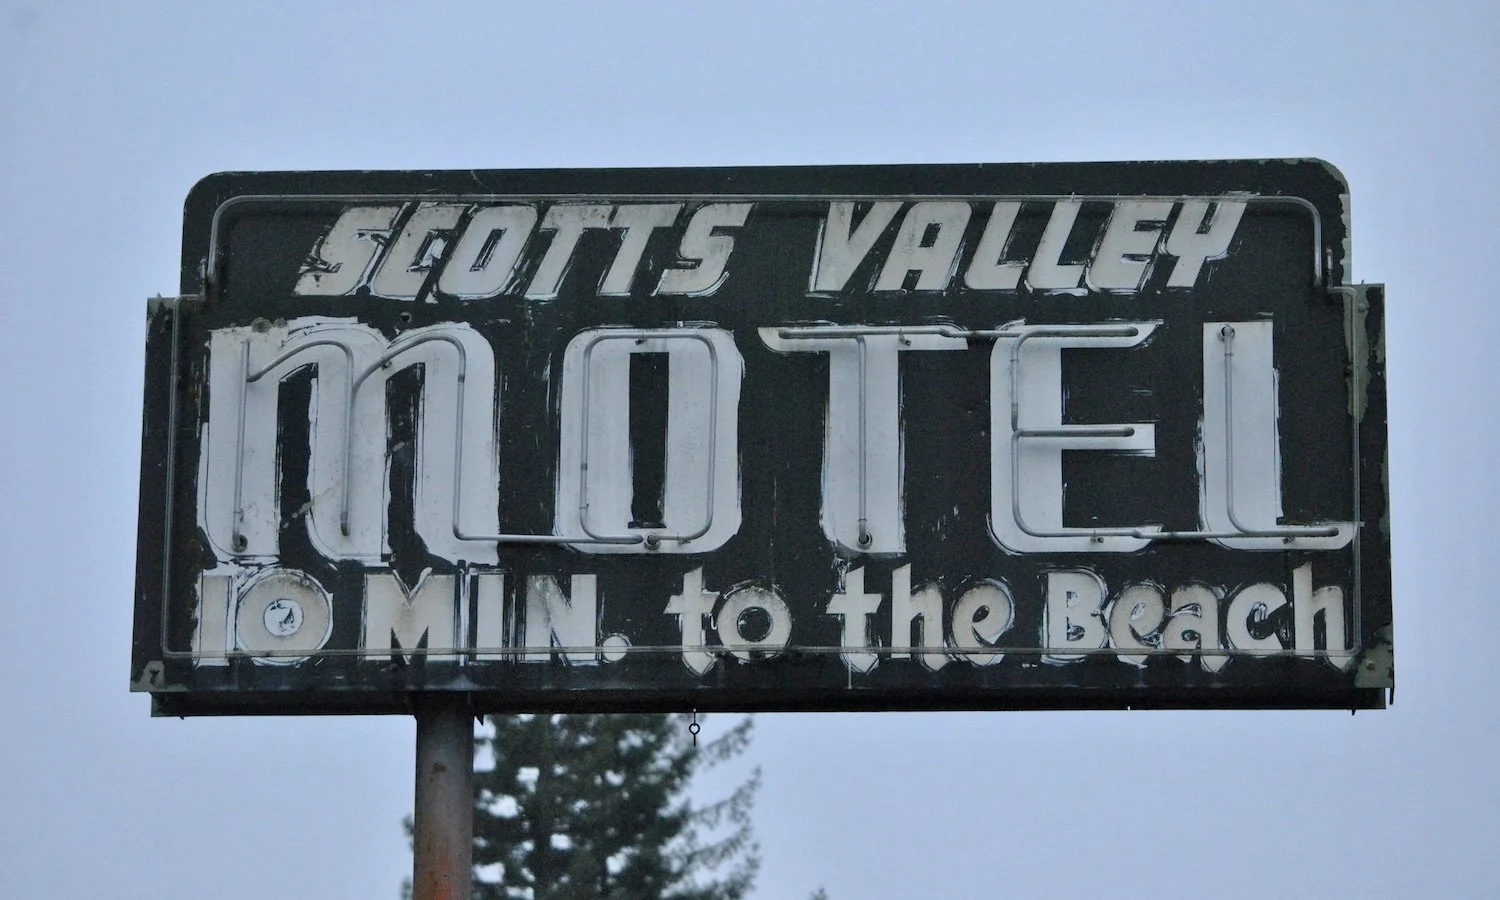 SCOTTS VALLEY
MOTEL
10 MIN. to the Beach